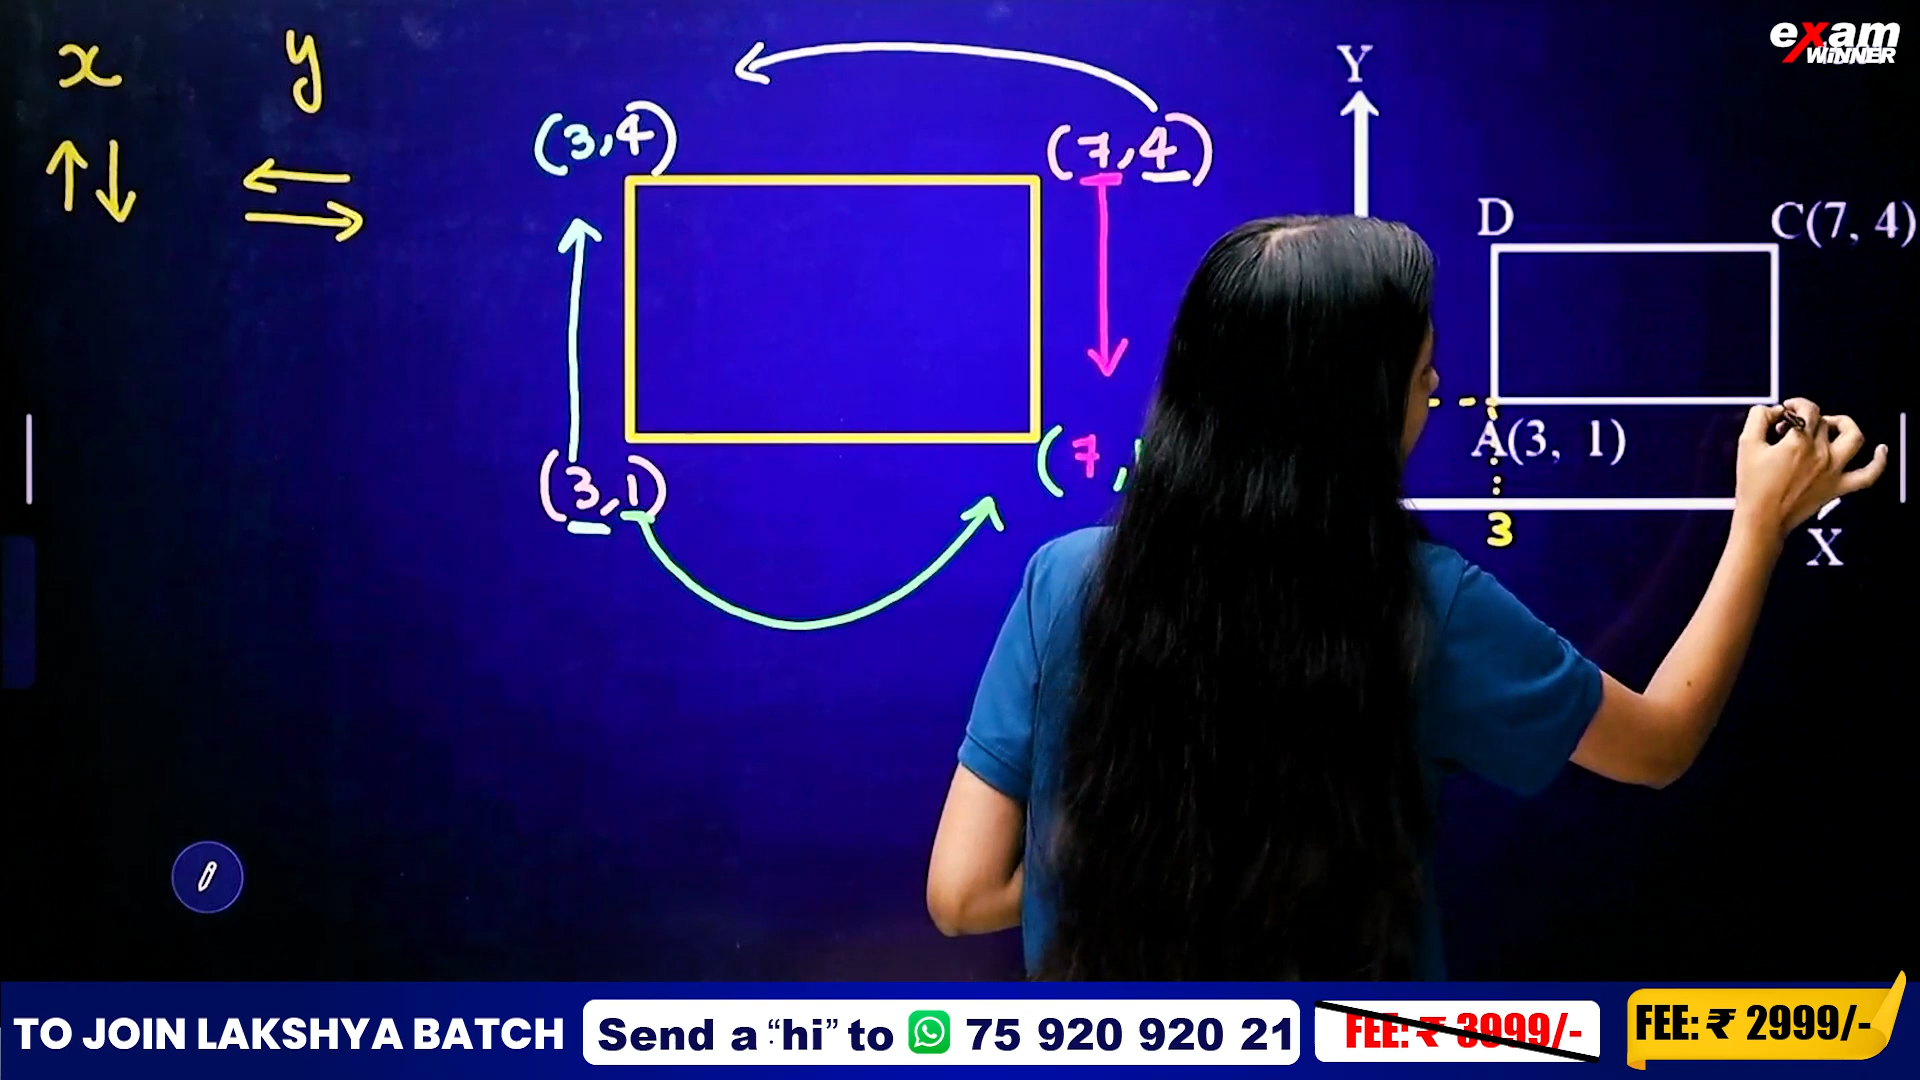 exam
WiNNER
x y
Y
(3,4)
(7,4)
D
C(7, 4)
(3,1)
(7,
A(3, 1)
3
X
TO JOIN LAKSHYA BATCH
Send a “hi” to 75 920 920 21
FEE: ₹ 3999/-
FEE: ₹ 2999/-